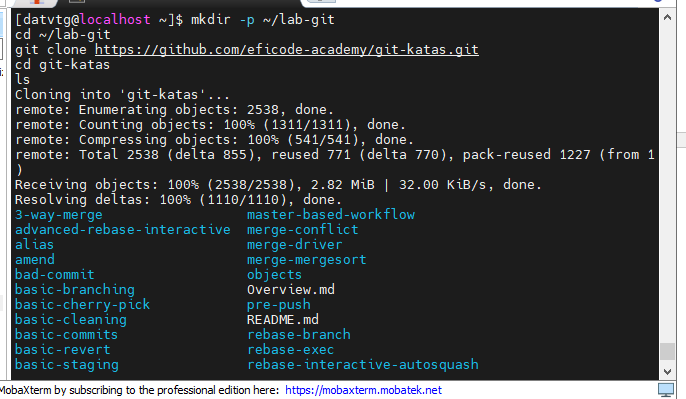 [datvtg@localhost ~]$ mkdir -p ~/lab-git
cd ~/lab-git
git clone https://github.com/eficode-academy/git-katas.git
cd git-katas
ls
Cloning into 'git-katas'...
remote: Enumerating objects: 2538, done.
remote: Counting objects: 100% (1311/1311), done.
remote: Compressing objects: 100% (541/541), done.
remote: Total 2538 (delta 855), reused 771 (delta 770), pack-reused 1227 (from 1
)
Receiving objects: 100% (2538/2538), 2.82 MiB | 32.00 KiB/s, done.
Resolving deltas: 100% (1110/1110), done.
3-way-merge master-based-workflow
advanced-rebase-interactive merge-conflict
alias merge-driver
amend merge-mergesort
bad-commit objects
basic-branching Overview.md
basic-cherry-pick pre-push
basic-cleaning README.md
basic-commits rebase-branch
basic-revert rebase-exec
basic-staging rebase-interactive-autosquash
MobaXterm by subscribing to the professional edition here: https://mobaxterm.mobatek.net